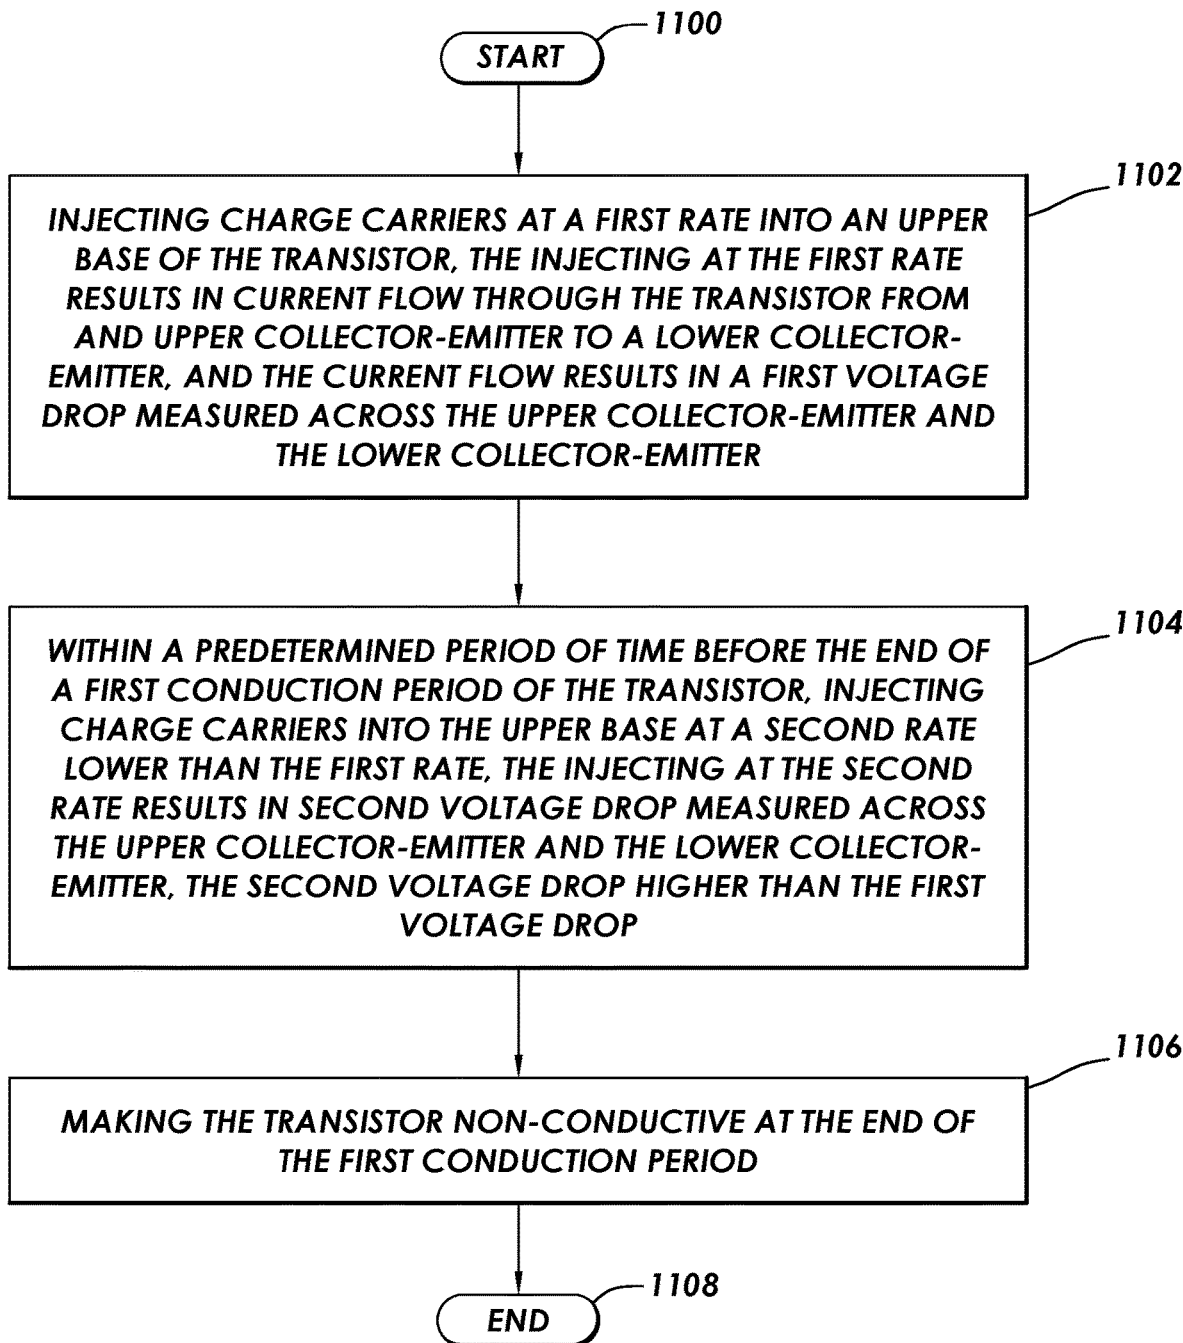 1100
START
1102
INJECTING CHARGE CARRIERS AT A FIRST RATE INTO AN UPPER
BASE OF THE TRANSISTOR, THE INJECTING AT THE FIRST RATE
RESULTS IN CURRENT FLOW THROUGH THE TRANSISTOR FROM
AND UPPER COLLECTOR-EMITTER TO A LOWER COLLECTOR-
EMITTER, AND THE CURRENT FLOW RESULTS IN A FIRST VOLTAGE
DROP MEASURED ACROSS THE UPPER COLLECTOR-EMITTER AND
THE LOWER COLLECTOR-EMITTER
1104
WITHIN A PREDETERMINED PERIOD OF TIME BEFORE THE END OF
A FIRST CONDUCTION PERIOD OF THE TRANSISTOR, INJECTING
CHARGE CARRIERS INTO THE UPPER BASE AT A SECOND RATE
LOWER THAN THE FIRST RATE, THE INJECTING AT THE SECOND
RATE RESULTS IN SECOND VOLTAGE DROP MEASURED ACROSS
THE UPPER COLLECTOR-EMITTER AND THE LOWER COLLECTOR-
EMITTER, THE SECOND VOLTAGE DROP HIGHER THAN THE FIRST
VOLTAGE DROP
1106
MAKING THE TRANSISTOR NON-CONDUCTIVE AT THE END OF
THE FIRST CONDUCTION PERIOD
1108
END